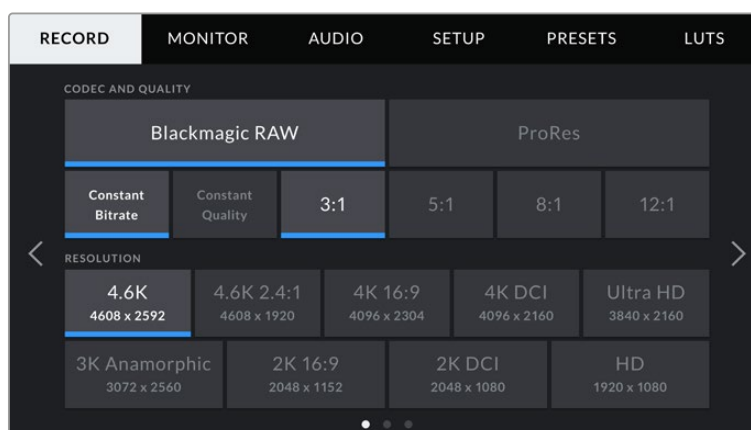 RECORD MONITOR AUDIO SETUP PRESETS LUTS
CODEC AND QUALITY
Blackmagic RAW ProRes
Constant Bitrate Constant Quality 3:1 5:1 8:1 12:1
RESOLUTION
4.6K 4.6K 2.4:1 4K 16:9 4K DCI Ultra HD
4608 x 2592 4608 x 1920 4096 x 2304 4096 x 2160 3840 x 2160
3K Anamorphic 2K 16:9 2K DCI HD
3072 x 2560 2048 x 1152 2048 x 1080 1920 x 1080